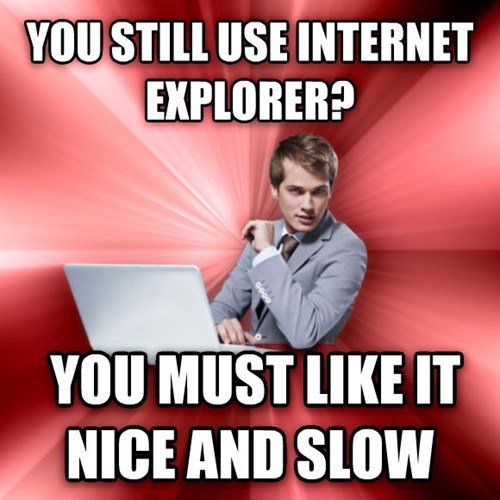 YOU STILL USE INTERNET
EXPLORER?
YOU MUST LIKE IT
NICE AND SLOW